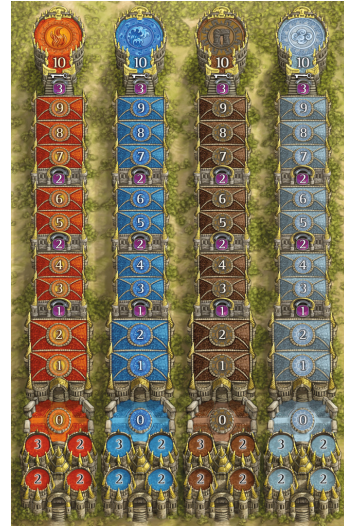 10 10 10 10
3 3 3 3
9 9 9 9
8 8 8 8
7 7 7 7
2 2 2 2
6 6 6 6
5 5 5 5
2 2 2 2
4 4 4 4
3 3 3 3
1 1 1 1
2 2 2 2
1 1 1 1
0 0 0 0
3 2 3 2 3 2 2 2
2 2 2 2 2 2 2 2